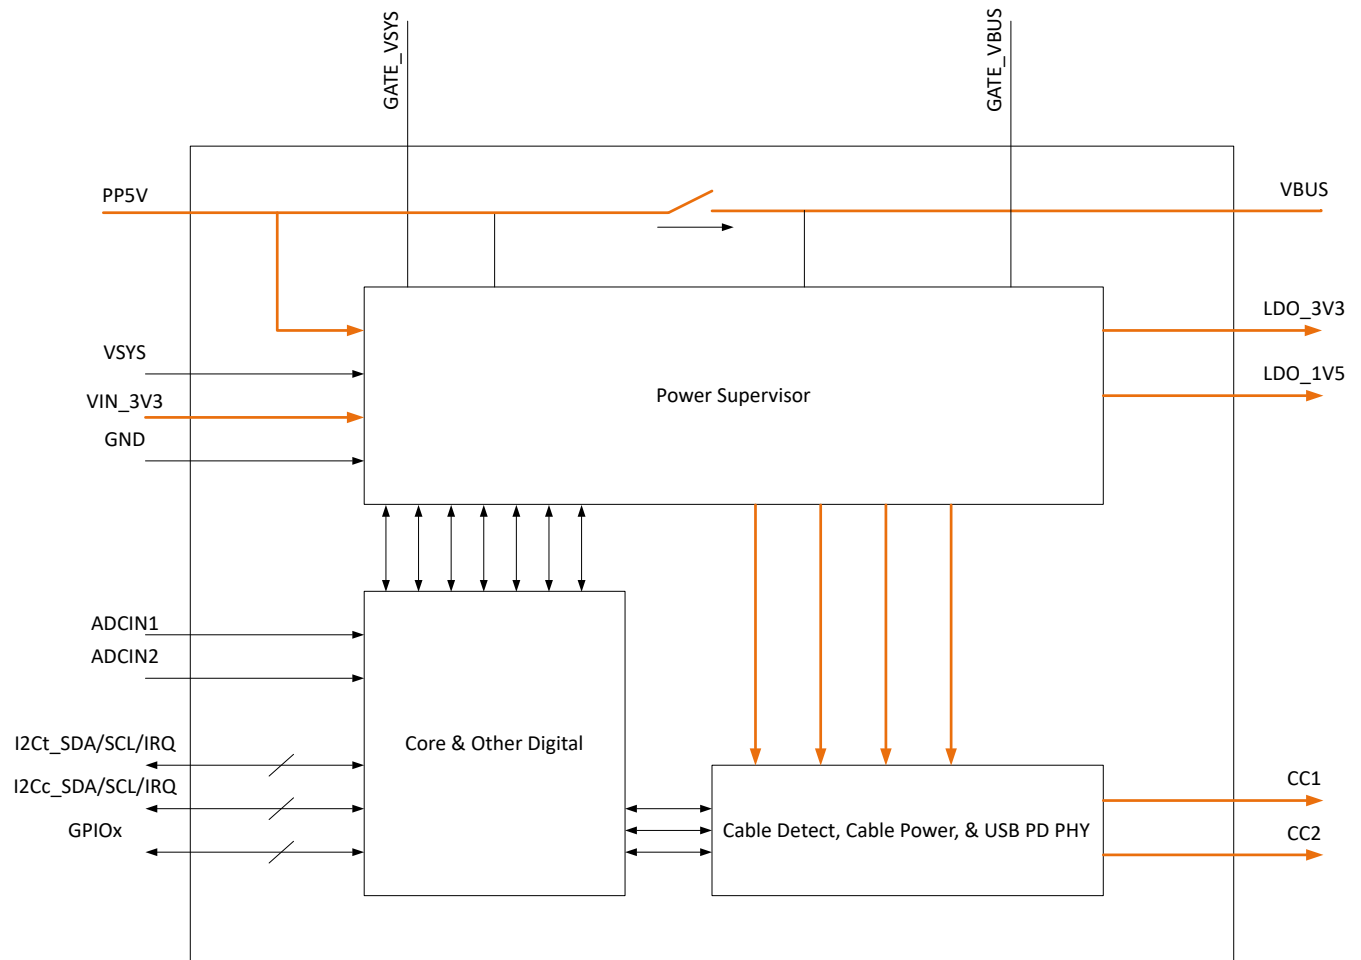 GATE_VSYS
GATE_VBUS
PP5V
VBUS
LDO_3V3
VSYS
LDO_1V5
VIN_3V3
Power Supervisor
GND
ADCIN1
ADCIN2
I2Ct_SDA/SCL/IRQ
Core & Other Digital
I2Cc_SDA/SCL/IRQ
CC1
GPIOx
Cable Detect, Cable Power, & USB PD PHY
CC2